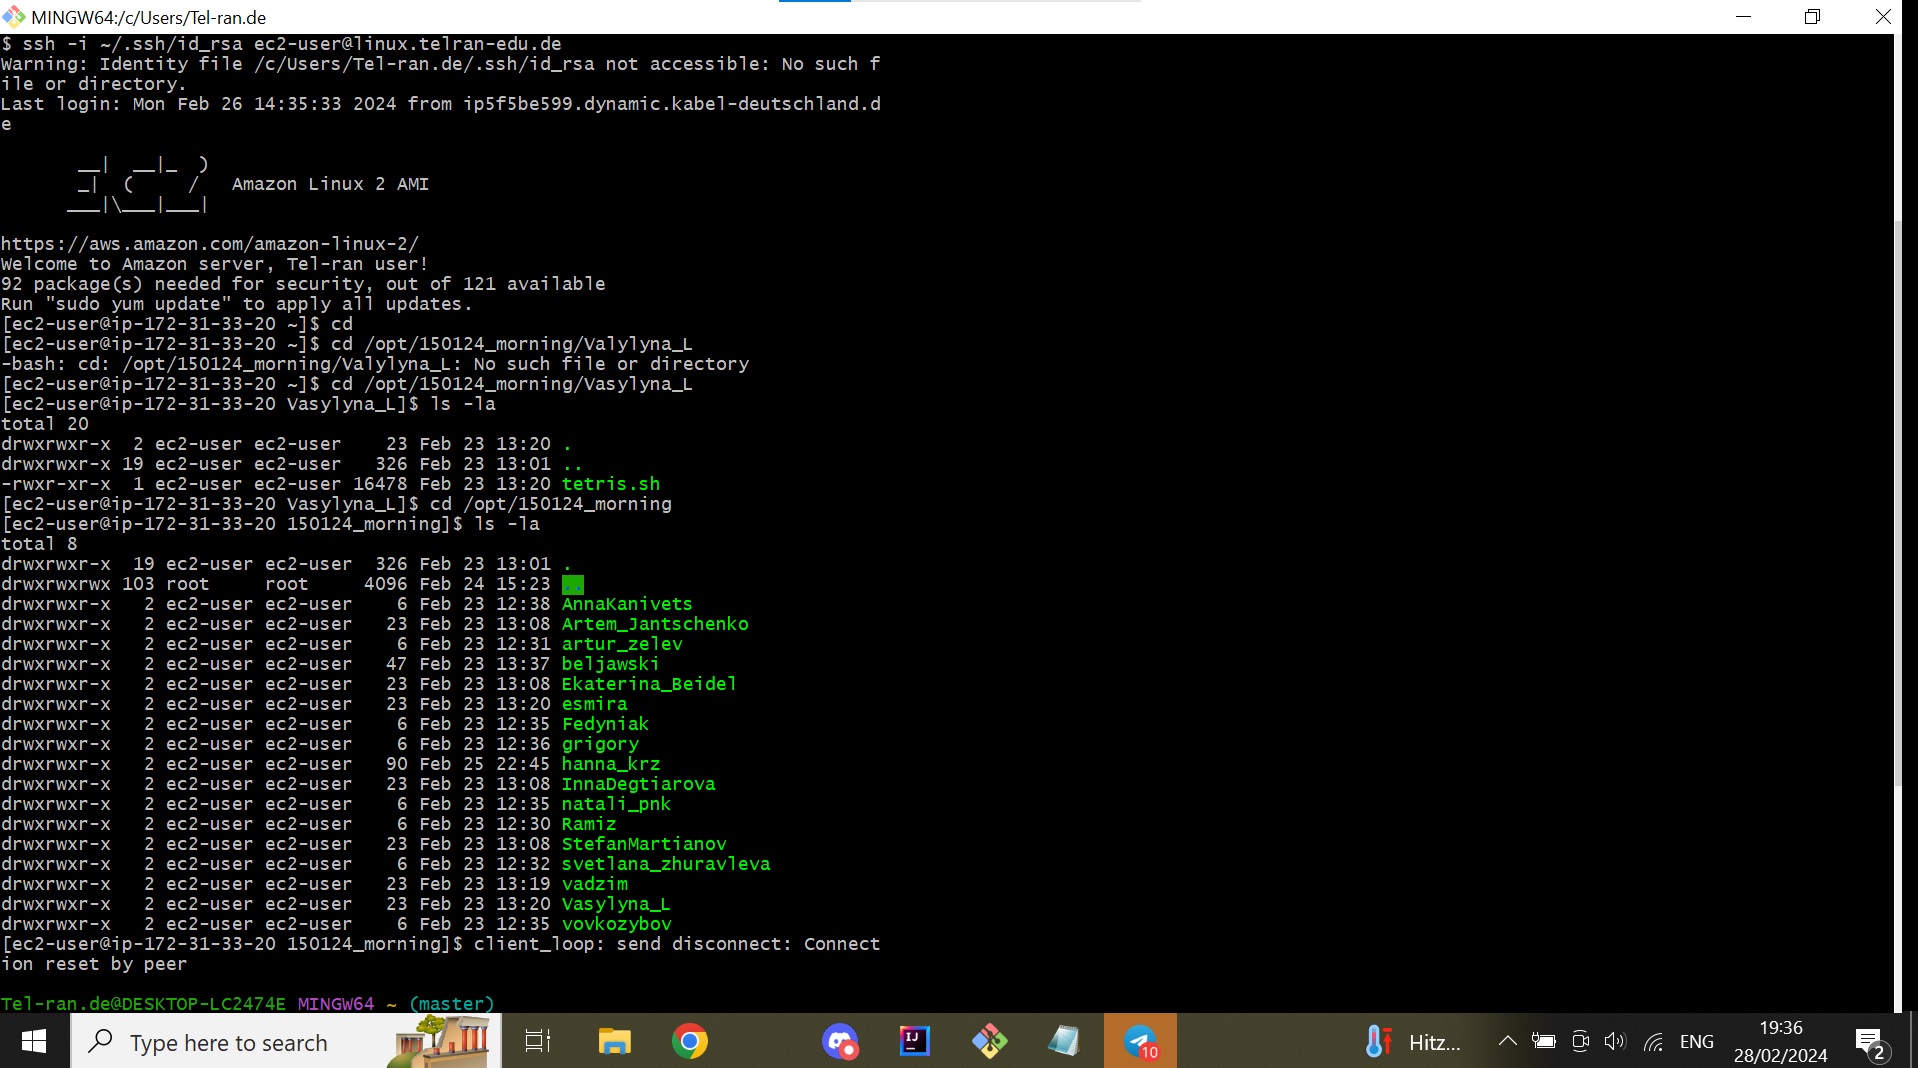 MINGW64:/c/Users/Tel-ran.de
$ ssh -i ~/.ssh/id_rsa ec2-user@linux.telran-edu.de
Warning: Identity file /c/Users/Tel-ran.de/.ssh/id_rsa not accessible: No such f
ile or directory.
Last login: Mon Feb 26 14:35:33 2024 from ip5f5be599.dynamic.kabel-deutschland.d
e
       __|  __|_  )
       _|  (     /   Amazon Linux 2 AMI
      ___|\___|___|
https://aws.amazon.com/amazon-linux-2/
Welcome to Amazon server, Tel-ran user!
92 package(s) needed for security, out of 121 available
Run "sudo yum update" to apply all updates.
[ec2-user@ip-172-31-33-20 ~]$ cd
[ec2-user@ip-172-31-33-20 ~]$ cd /opt/150124_morning/Valylyna_L
-bash: cd: /opt/150124_morning/Valylyna_L: No such file or directory
[ec2-user@ip-172-31-33-20 ~]$ cd /opt/150124_morning/Vasylyna_L
[ec2-user@ip-172-31-33-20 Vasylyna_L]$ ls -la
total 20
drwxrwxr-x  2 ec2-user ec2-user    23 Feb 23 13:20 .
drwxrwxr-x 19 ec2-user ec2-user   326 Feb 23 13:01 ..
-rwxr-xr-x  1 ec2-user ec2-user 16478 Feb 23 13:20 tetris.sh
[ec2-user@ip-172-31-33-20 Vasylyna_L]$ cd /opt/150124_morning
[ec2-user@ip-172-31-33-20 150124_morning]$ ls -la
total 8
drwxrwxr-x  19 ec2-user ec2-user  326 Feb 23 13:01 .
drwxrwxrwx 103 root     root     4096 Feb 24 15:23 ..
drwxrwxr-x   2 ec2-user ec2-user    6 Feb 23 12:38 AnnaKanivets
drwxrwxr-x   2 ec2-user ec2-user   23 Feb 23 13:08 Artem_Jantschenko
drwxrwxr-x   2 ec2-user ec2-user    6 Feb 23 12:31 artur_zelev
drwxrwxr-x   2 ec2-user ec2-user   47 Feb 23 13:37 beljawski
drwxrwxr-x   2 ec2-user ec2-user   23 Feb 23 13:08 Ekaterina_Beidel
drwxrwxr-x   2 ec2-user ec2-user   23 Feb 23 13:20 esmira
drwxrwxr-x   2 ec2-user ec2-user    6 Feb 23 12:35 Fedyniak
drwxrwxr-x   2 ec2-user ec2-user    6 Feb 23 12:36 grigory
drwxrwxr-x   2 ec2-user ec2-user   90 Feb 25 22:45 hanna_krz
drwxrwxr-x   2 ec2-user ec2-user   23 Feb 23 13:08 InnaDegtiarova
drwxrwxr-x   2 ec2-user ec2-user    6 Feb 23 12:35 natali_pnk
drwxrwxr-x   2 ec2-user ec2-user    6 Feb 23 12:30 Ramiz
drwxrwxr-x   2 ec2-user ec2-user   23 Feb 23 13:08 StefanMartianov
drwxrwxr-x   2 ec2-user ec2-user    6 Feb 23 12:32 svetlana_zhuravleva
drwxrwxr-x   2 ec2-user ec2-user   23 Feb 23 13:19 vadzim
drwxrwxr-x   2 ec2-user ec2-user   23 Feb 23 13:20 Vasylyna_L
drwxrwxr-x   2 ec2-user ec2-user    6 Feb 23 12:35 vovkozybov
[ec2-user@ip-172-31-33-20 150124_morning]$ client_loop: send disconnect: Connect
ion reset by peer
Tel-ran.de@DESKTOP-LC2474E MINGW64 ~ (master)
Type here to search
IJ
10
Hitz...
ENG
19:36
28/02/2024
2